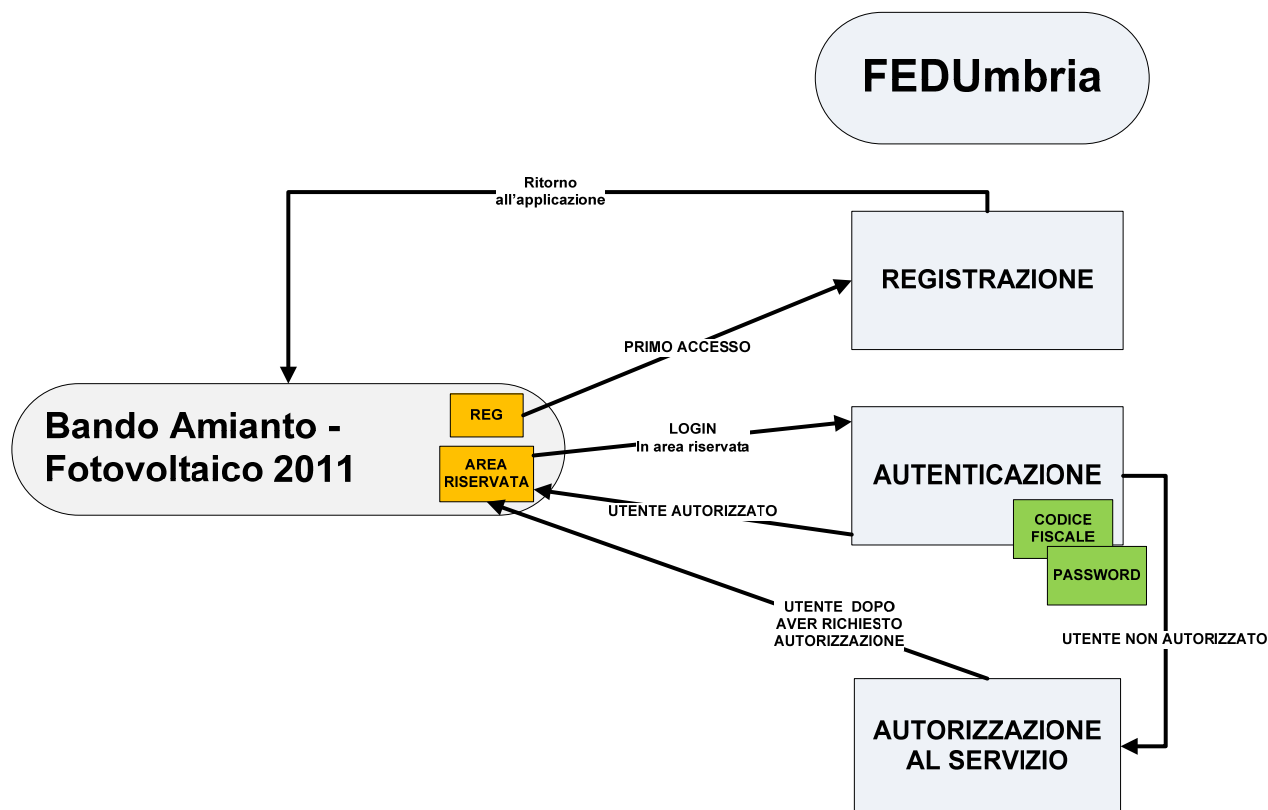 FEDUmbria
Ritorno
all'applicazione
REGISTRAZIONE
PRIMO ACCESSO
Bando Amianto -
Fotovoltaico 2011
REG
AREA
RISERVATA
LOGIN
In area riservata
AUTENTICAZIONE
UTENTE AUTORIZZATO
CODICE
FISCALE
PASSWORD
UTENTE DOPO
AVER RICHIESTO
AUTORIZZAZIONE
UTENTE NON AUTORIZZATO
AUTORIZZAZIONE
AL SERVIZIO